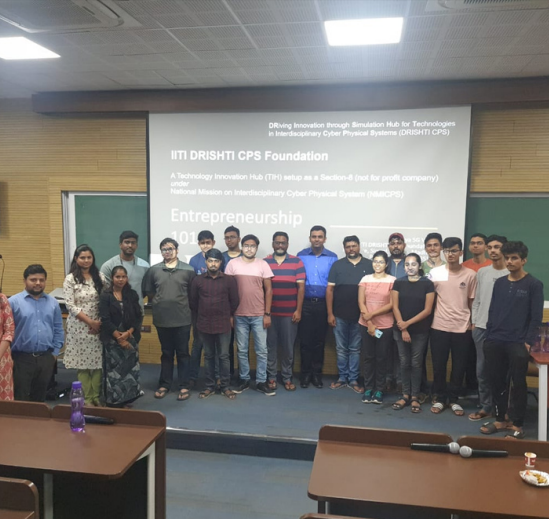 DRiving Innovation through Simulation Hub for Technologies
in Interdisciplinary Cyber Physical Systems (DRISHTI CPS)
IITI DRISHTI CPS Foundation
A Technology Innovation Hub (TIH) setup as a Section-8 (not for profit company)
under
National Mission on Interdisciplinary Cyber Physical System (NMICPS)
Entrepreneurship
101